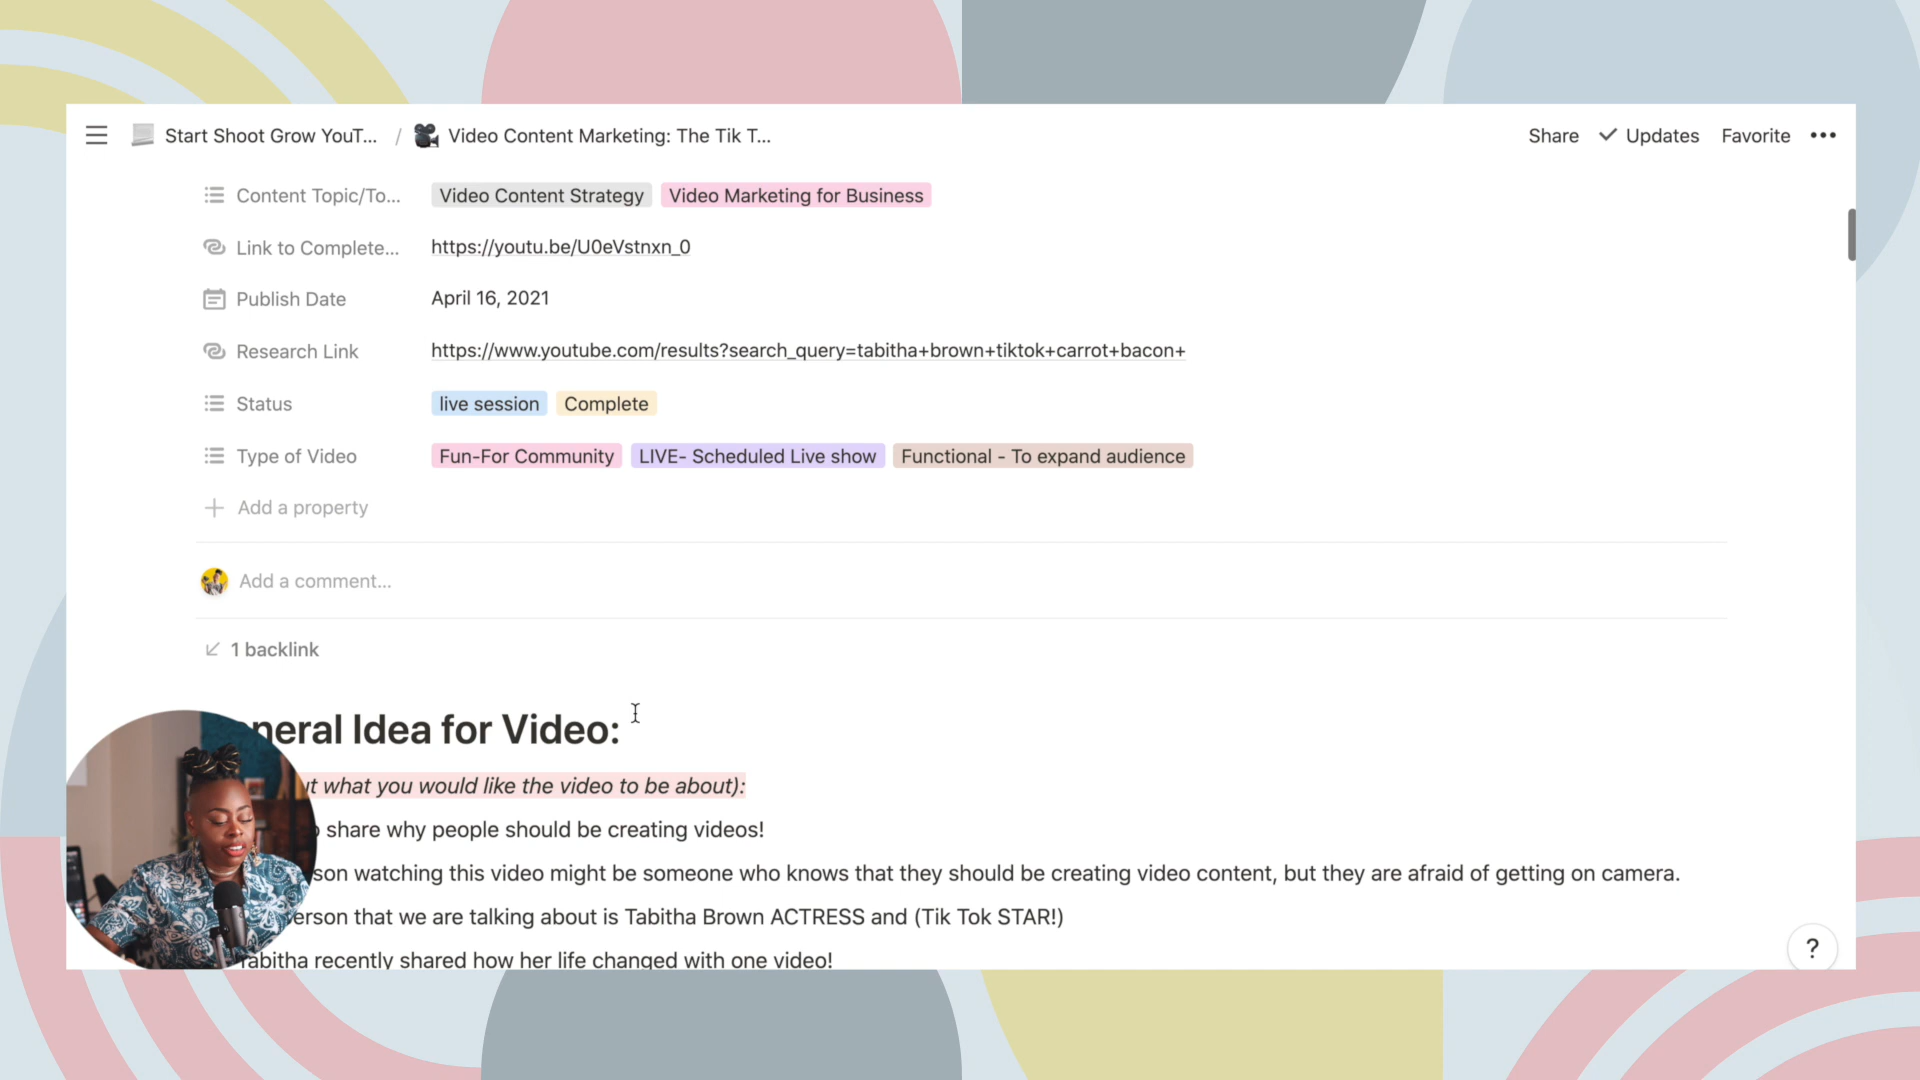 Start Shoot Grow YouT... / Video Content Marketing: The Tik T...
Share Updates Favorite
Content Topic/To... Video Content Strategy Video Marketing for Business
Link to Complete... https://youtu.be/U0eVstnxn_0
Publish Date April 16, 2021
Research Link https://www.youtube.com/results?search_query=tabitha+brown+tiktok+carrot+bacon+
Status live session Complete
Type of Video Fun-For Community LIVE- Scheduled Live show Functional - To expand audience
Add a property
Add a comment...
1 backlink
neral Idea for Video:
what you would like the video to be about):
share why people should be creating videos!
son watching this video might be someone who knows that they should be creating video content, but they are afraid of getting on camera.
erson that we are talking about is Tabitha Brown ACTRESS and (Tik Tok STAR!)
Tabitha recently shared how her life changed with one video!
?